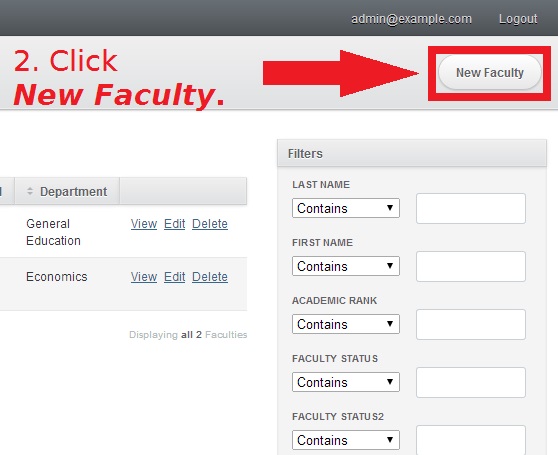 admin@example.com Logout
2. Click
New Faculty.
New Faculty
Filters
Department
LAST NAME
Contains
General
Education
View Edit Delete
FIRST NAME
Contains
Economics
View Edit Delete
ACADEMIC RANK
Contains
Displaying all 2 Faculties
FACULTY STATUS
Contains
FACULTY STATUS2
Contains